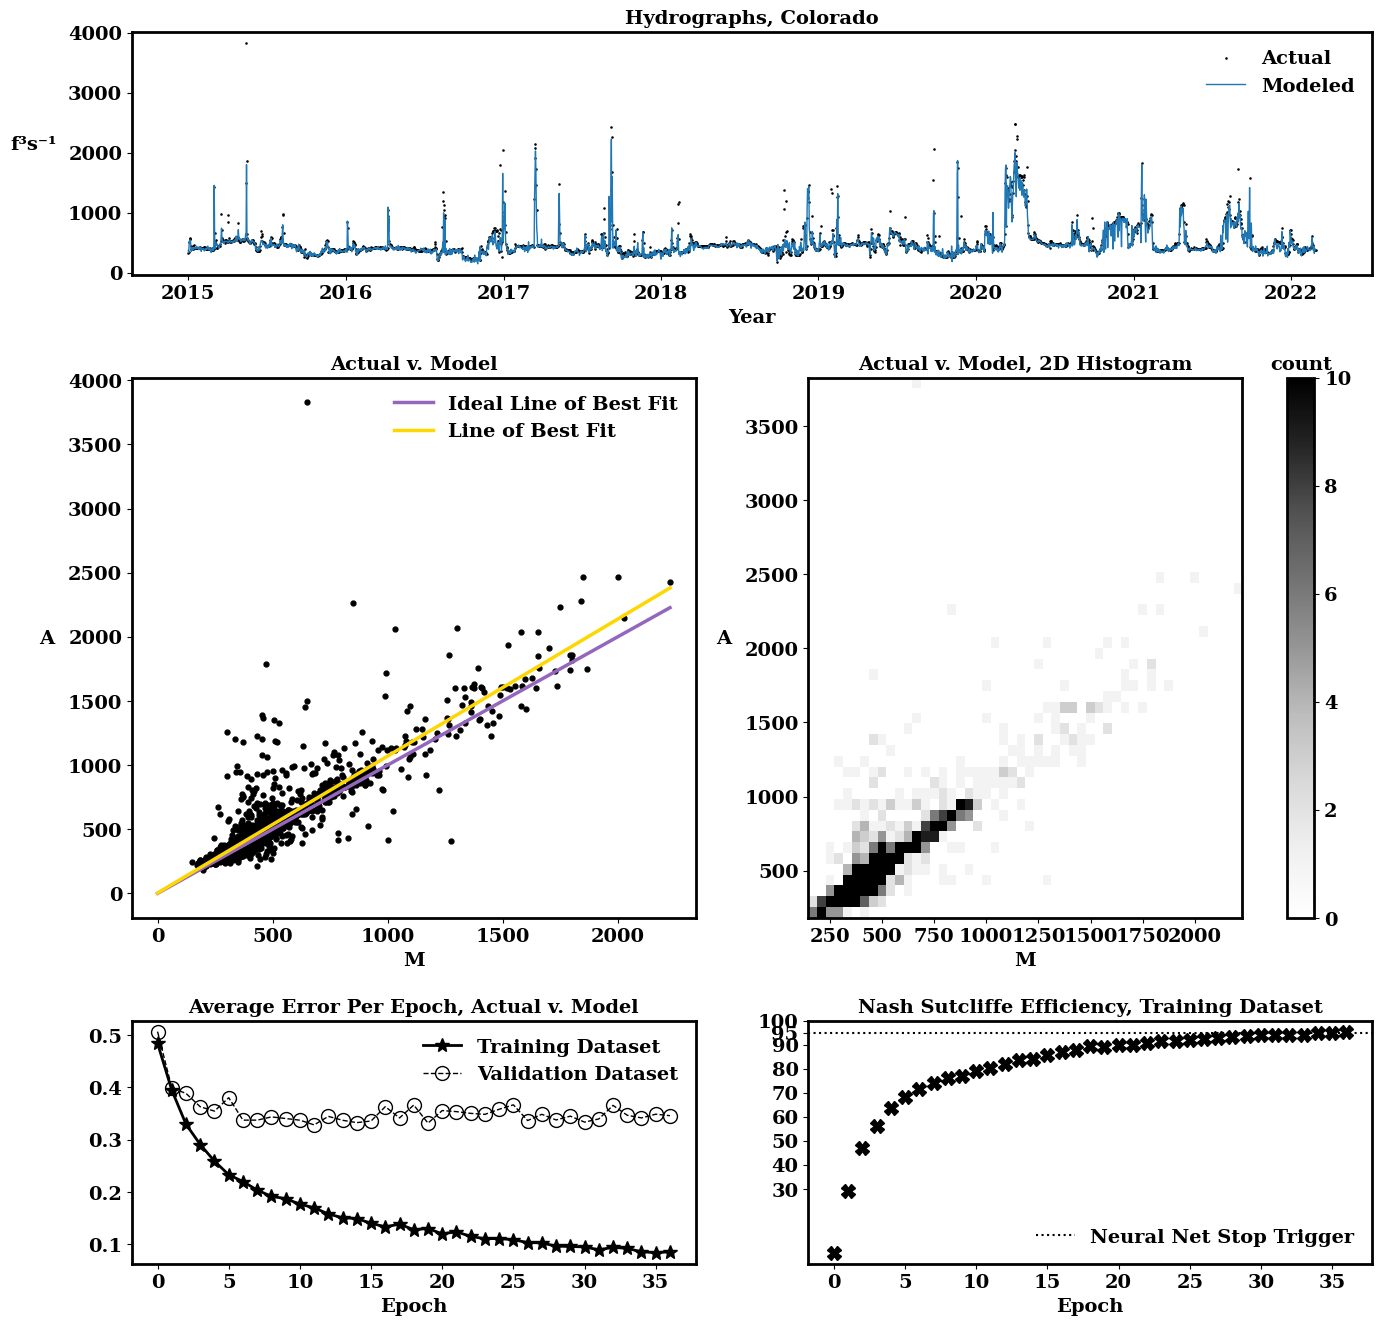 Hydrographs, Colorado
4000
3000
2000
1000
0
f³s⁻¹
Actual
Modeled
2015 2016 2017 2018 2019 2020 2021 2022
Year
Actual v. Model
4000
3500
3000
2500
2000
1500
1000
500
0
A
Ideal Line of Best Fit
Line of Best Fit
0 500 1000 1500 2000
M
Actual v. Model, 2D Histogram
3500
3000
2500
2000
1500
1000
500
A
250 500 750 1000 1250 1500 1750 2000
M
count
10
8
6
4
2
0
Average Error Per Epoch, Actual v. Model
0.5
0.4
0.3
0.2
0.1
Training Dataset
Validation Dataset
0 5 10 15 20 25 30 35
Epoch
Nash Sutcliffe Efficiency, Training Dataset
100
95
90
80
70
60
50
40
30
Neural Net Stop Trigger
0 5 10 15 20 25 30 35
Epoch